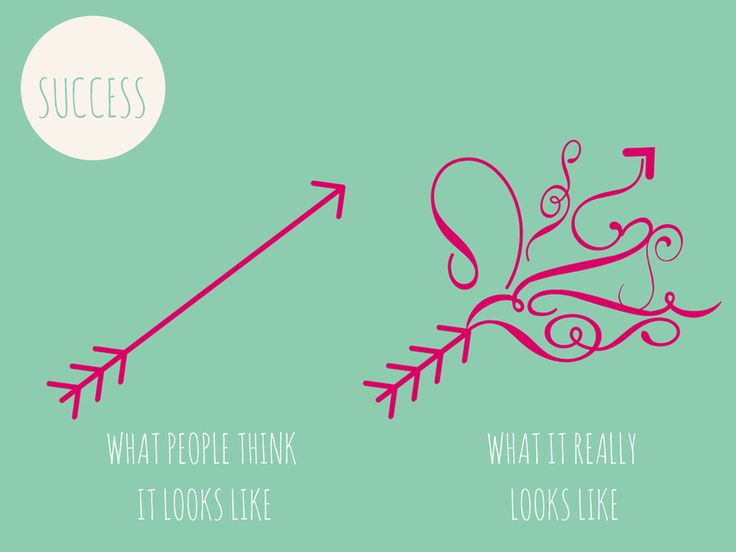 SUCCESS
WHAT PEOPLE THINK
IT LOOKS LIKE
WHAT IT REALLY
LOOKS LIKE